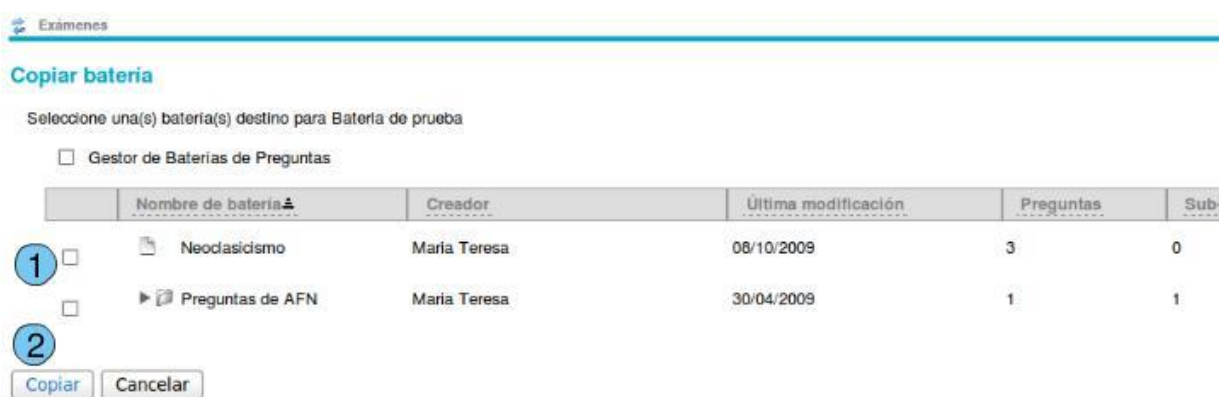 Exámenes
Copiar batería
Seleccione una(s) batería(s) destino para Batería de prueba
Gestor de Baterías de Preguntas
Nombre de batería Creador Última modificación Preguntas Sub-
1 Neoclasicismo Maria Teresa 08/10/2009 3 0
Preguntas de AFN Maria Teresa 30/04/2009 1 1
2
Copiar Cancelar